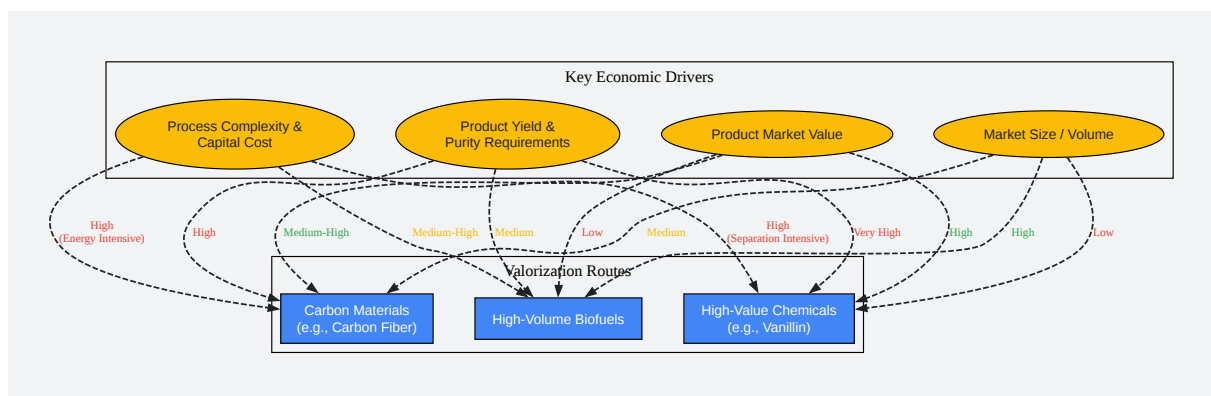 Key Economic Drivers
Process Complexity &
Capital Cost
Product Yield &
Purity Requirements
Product Market Value
Market Size / Volume
High
(Energy Intensive)
High
Medium-High
Medium-High
Medium
Low
Medium
High
(Separation Intensive)
Very High
High
High
Low
Valorization Routes
Carbon Materials
(e.g., Carbon Fiber)
High-Volume Biofuels
High-Value Chemicals
(e.g., Vanillin)